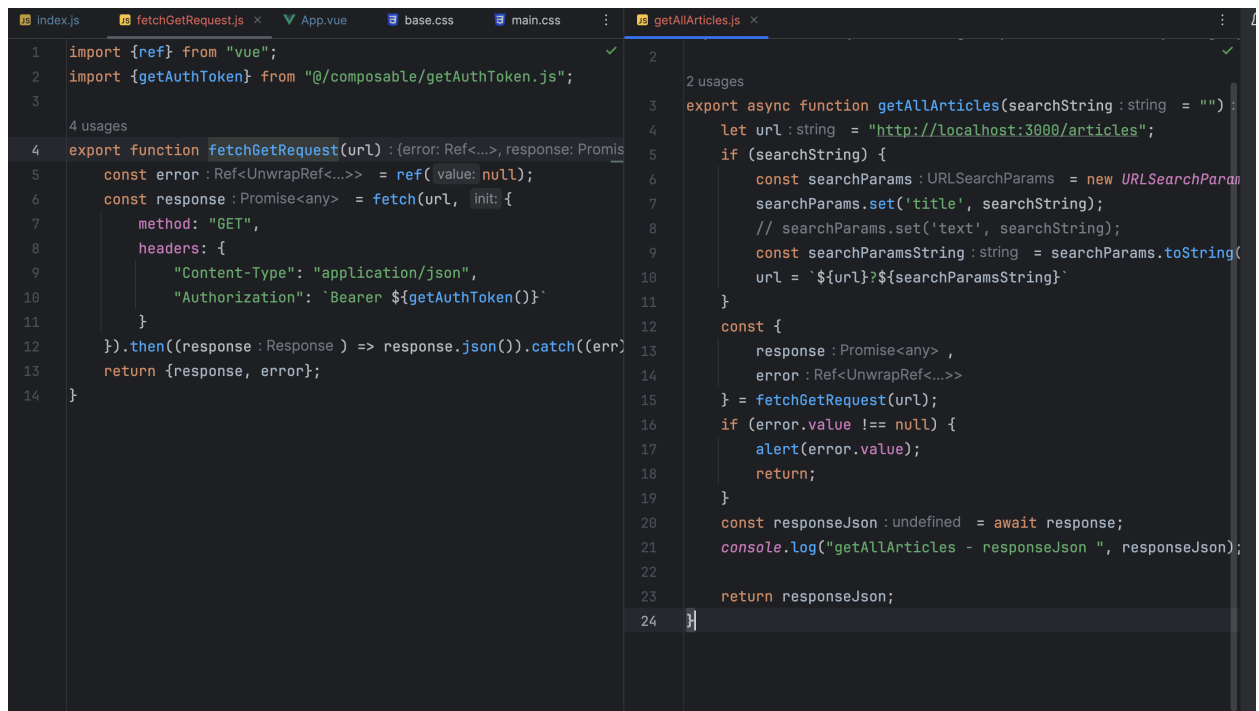 index.js
fetchGetRequest.js ×
App.vue
base.css
main.css
getAllArticles.js ×
1 import {ref} from "vue";
2 import {getAuthToken} from "@/composable/getAuthToken.js";
3
4 usages
4 export function fetchGetRequest(url) : {error: Ref<...>, response: Promis
5 const error : Ref<UnwrapRef<...>> = ref( value: null);
6 const response : Promise<any> = fetch(url, init: {
7 method: "GET",
8 headers: {
9 "Content-Type": "application/json",
10 "Authorization": `Bearer ${getAuthToken()}`
11 }
12 }).then((response : Response ) => response.json()).catch((err)
13 return {response, error};
14 }
2
2 usages
3 export async function getAllArticles(searchString : string = "") :
4 let url : string = "http://localhost:3000/articles";
5 if (searchString) {
6 const searchParams : URLSearchParams = new URLSearchParam
7 searchParams.set('title', searchString);
8 // searchParams.set('text', searchString);
9 const searchParamsString : string = searchParams.toString(
10 url = `${url}?${searchParamsString}`
11 }
12 const {
13 response : Promise<any> ,
14 error : Ref<UnwrapRef<...>>
15 } = fetchGetRequest(url);
16 if (error.value !== null) {
17 alert(error.value);
18 return;
19 }
20 const responseJson : undefined = await response;
21 console.log("getAllArticles - responseJson ", responseJson);
22
23 return responseJson;
24 }